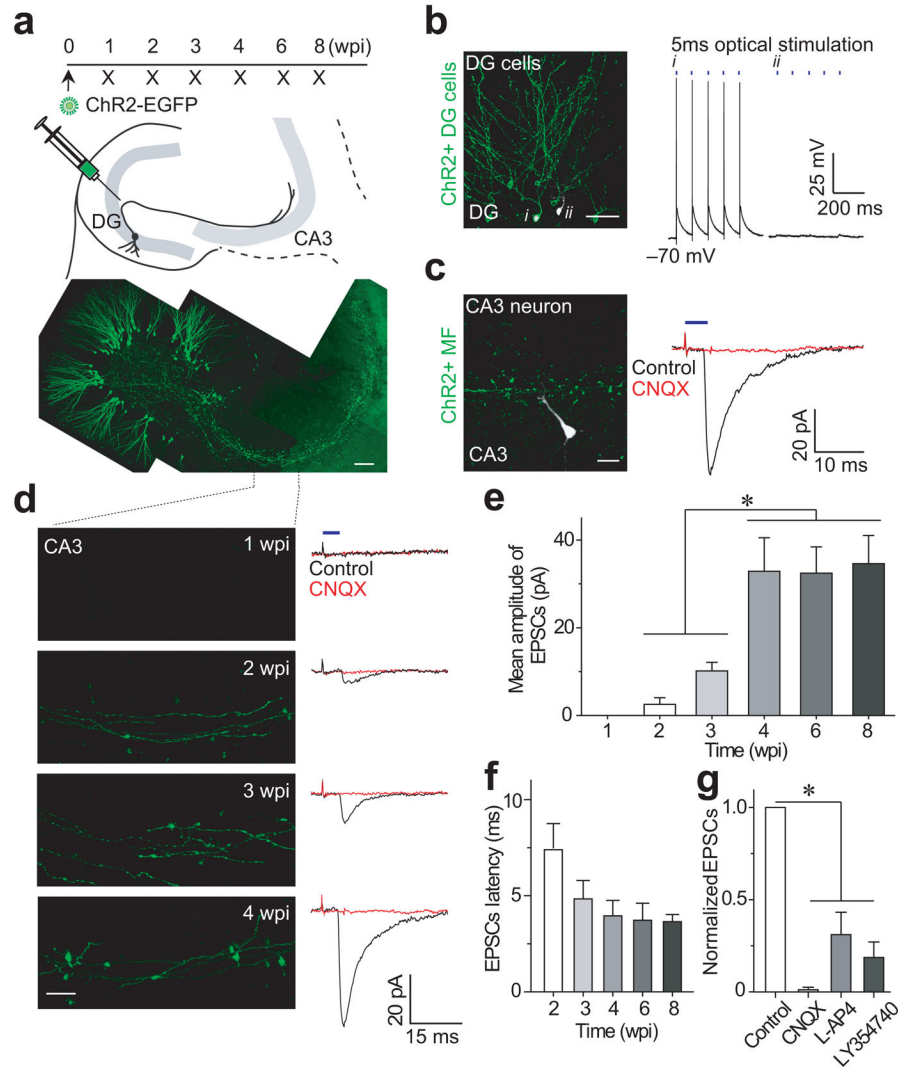 a
0 1 2 3 4 6 8 (wpi)
X X X X X X
ChR2-EGFP
DG
CA3
b
ChR2+ DG cells
DG cells
DG
i
ii
5ms optical stimulation
i ii
25 mV
200 ms
–70 mV
c
ChR2+ MF
CA3 neuron
CA3
Control
CNQX
20 pA
10 ms
d
CA3
1 wpi
Control
CNQX
2 wpi
3 wpi
4 wpi
20 pA
15 ms
e
*
Mean amplitude of
EPSCs (pA)
40
20
0
1 2 3 4 6 8
Time (wpi)
f
EPSCs latency (ms)
10
5
0
2 3 4 6 8
Time (wpi)
g
*
Normalized EPSCs
1.0
0.5
0
Control
CNQX
L-AP4
LY354740